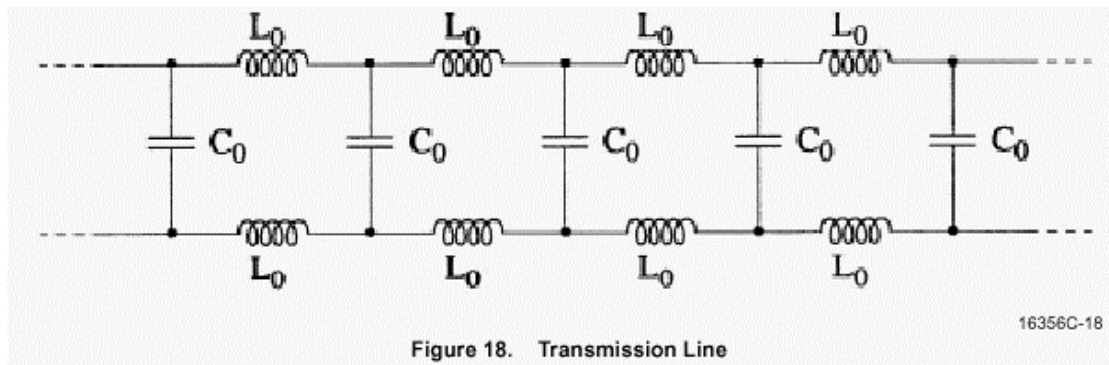 L₀ L₀ L₀ L₀
C₀ C₀ C₀ C₀ C₀
L₀ L₀ L₀ L₀
16356C-18
Figure 18. Transmission Line